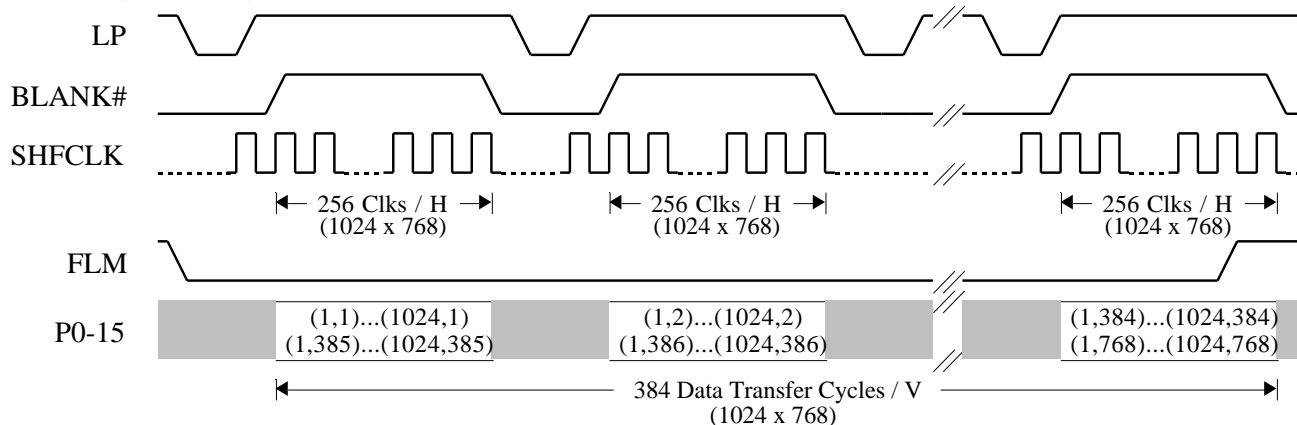 LP
BLANK#
SHFCLK
256 Clks / H
(1024 x 768)
256 Clks / H
(1024 x 768)
256 Clks / H
(1024 x 768)
FLM
P0-15
(1,1)...(1024,1)
(1,385)...(1024,385)
(1,2)...(1024,2)
(1,386)...(1024,386)
(1,384)...(1024,384)
(1,768)...(1024,768)
384 Data Transfer Cycles / V
(1024 x 768)